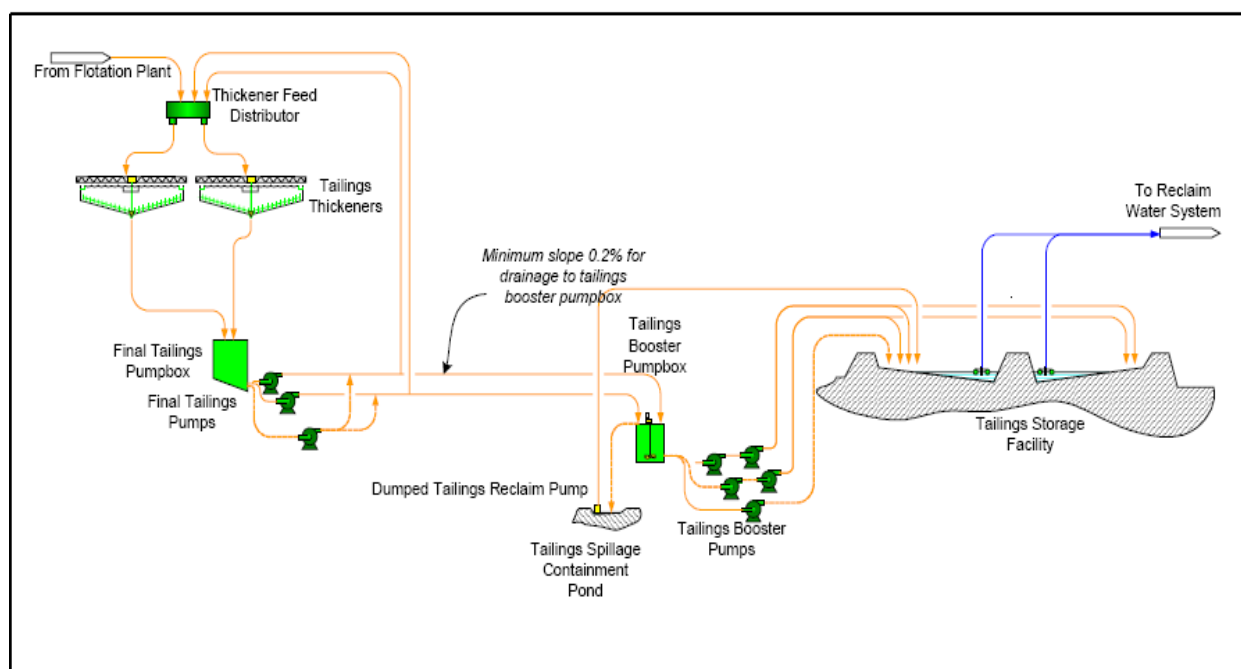 From Flotation Plant
Thickener Feed
Distributor
Tailings
Thickeners
To Reclaim
Water System
Minimum slope 0.2% for
drainage to tailings
booster pumpbox
Tailings
Booster
Pumpbox
Final Tailings
Pumpbox
Final Tailings
Pumps
Tailings Storage
Facility
Dumped Tailings Reclaim Pump
Tailings Booster
Pumps
Tailings Spillage
Containment
Pond